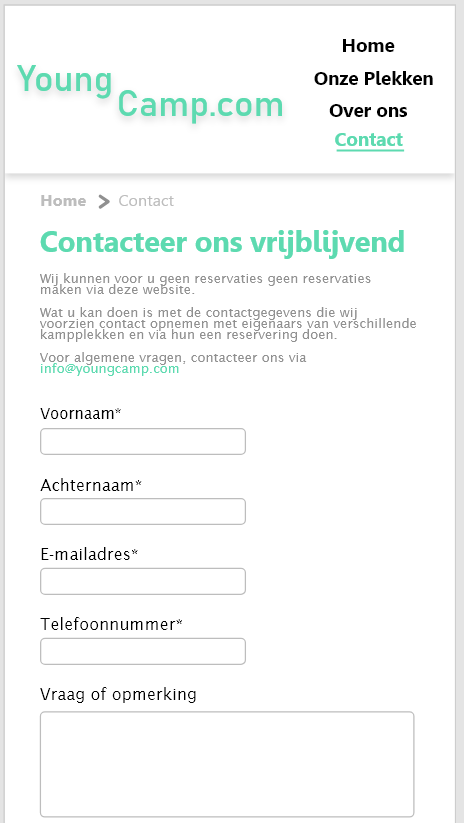 Young
Camp.com
Home
Onze Plekken
Over ons
Contact
Home > Contact
Contacteer ons vrijblijvend
Wij kunnen voor u geen reservaties geen reservaties
maken via deze website.
Wat u kan doen is met de contactgegevens die wij
voorzien contact opnemen met eigenaars van verschillende
kampplekken en via hun een reservering doen.
Voor algemene vragen, contacteer ons via
info@youngcamp.com
Voornaam*
Achternaam*
E-mailadres*
Telefoonnummer*
Vraag of opmerking